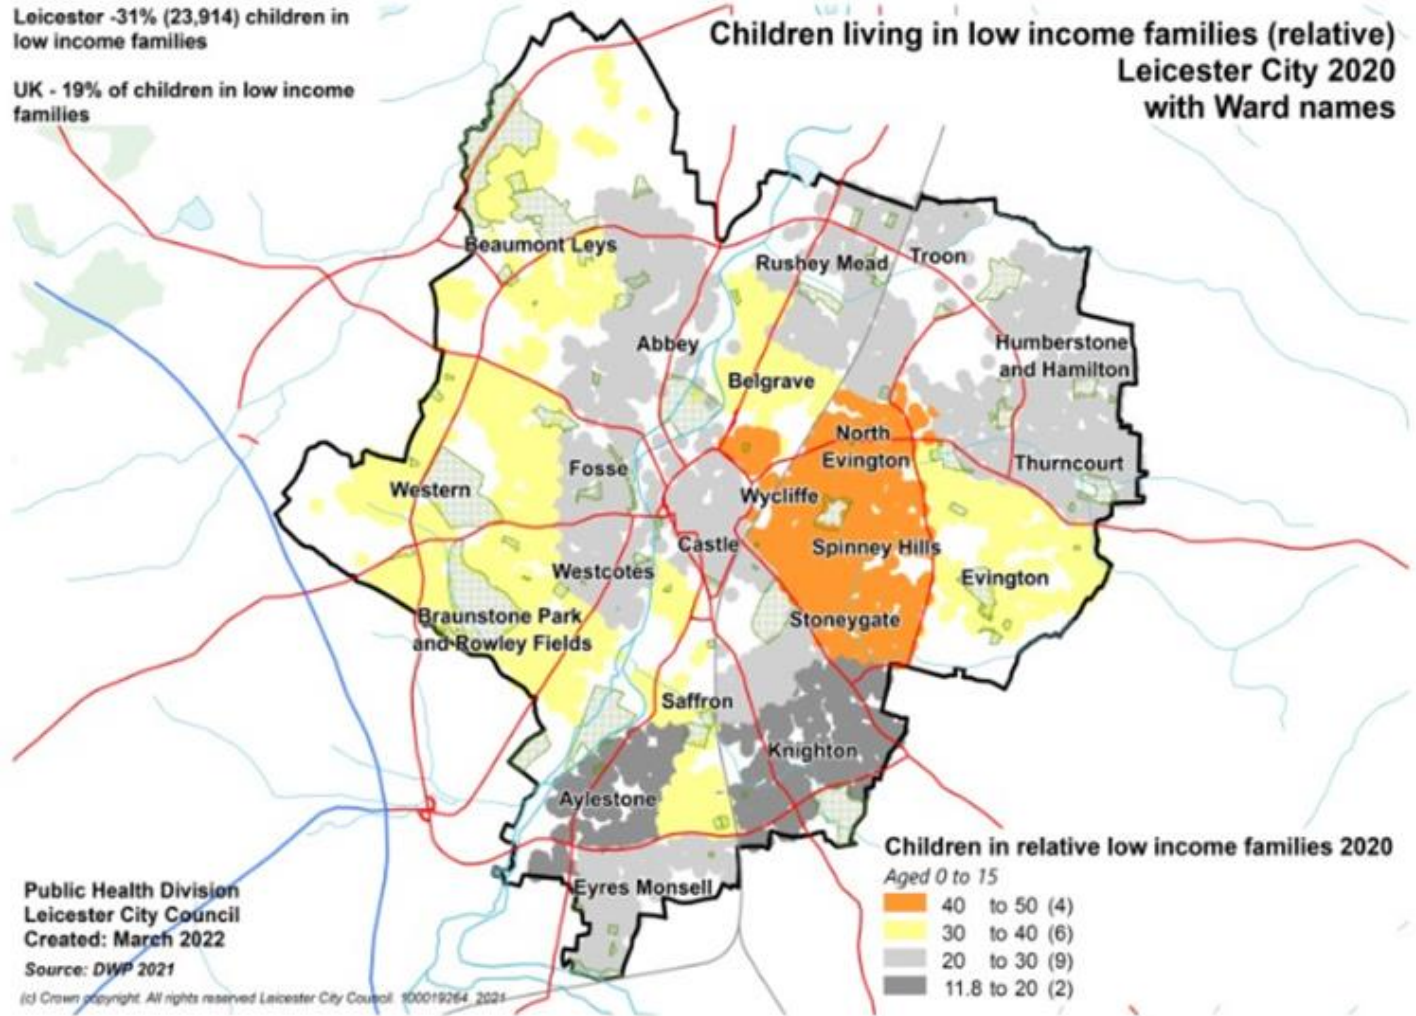 Leicester -31% (23,914) children in
low income families
UK - 19% of children in low income
families
Children living in low income families (relative)
Leicester City 2020
with Ward names
Beaumont Leys
Rushey Mead
Troon
Abbey
Humberstone
and Hamilton
Belgrave
North
Evington
Fosse
Thurncourt
Western
Wycliffe
Castle
Spinney Hills
Westcotes
Evington
Braunstone Park
and Rowley Fields
Stoneygate
Saffron
Knighton
Aylestone
Eyres Monsell
Children in relative low income families 2020
Aged 0 to 15
40 to 50 (4)
30 to 40 (6)
20 to 30 (9)
11.8 to 20 (2)
Public Health Division
Leicester City Council
Created: March 2022
Source: DWP 2021
(c) Crown copyright. All rights reserved Leicester City Council. 100019264. 2021